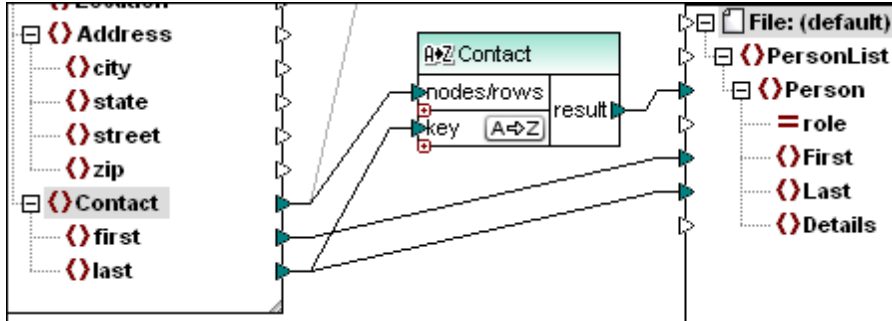 Location
Address
city
state
street
zip
Contact
first
last
A Z Contact
nodes/rows
key
A⇨Z
result
File: (default)
PersonList
Person
role
First
Last
Details